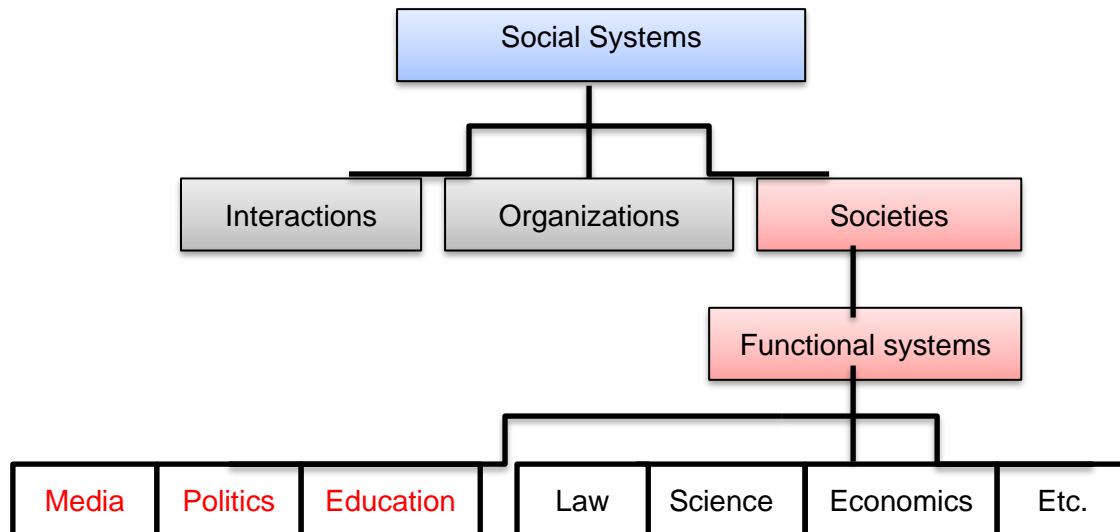 Social Systems
Interactions Organizations Societies
Functional systems
Media Politics Education Law Science Economics Etc.